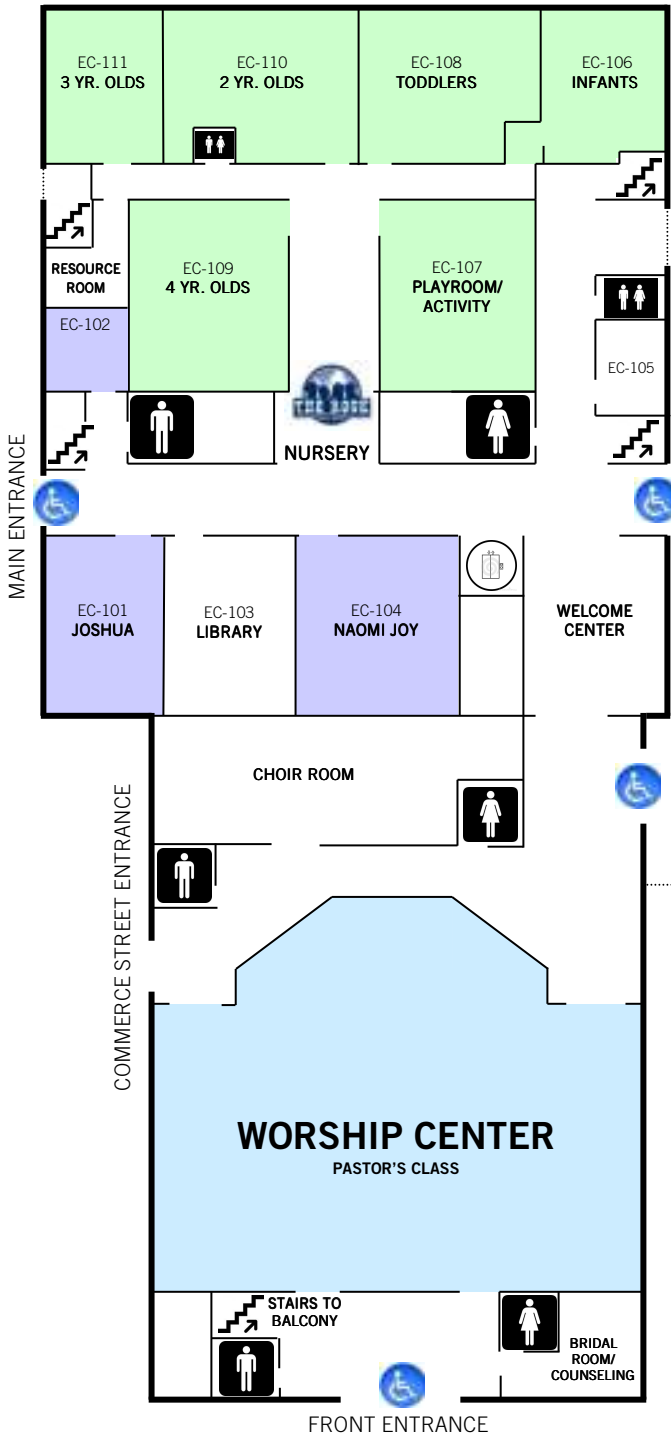 EC-111
3 YR. OLDS
EC-110
2 YR. OLDS
EC-108
TODDLERS
EC-106
INFANTS
RESOURCE
ROOM
EC-109
4 YR. OLDS
EC-107
PLAYROOM/
ACTIVITY
EC-102
EC-105
THE EDGE
NURSERY
MAIN ENTRANCE
EC-101
JOSHUA
EC-103
LIBRARY
EC-104
NAOMI JOY
WELCOME
CENTER
CHOIR ROOM
COMMERCE STREET ENTRANCE
WORSHIP CENTER
PASTOR'S CLASS
STAIRS TO
BALCONY
BRIDAL
ROOM/
COUNSELING
FRONT ENTRANCE